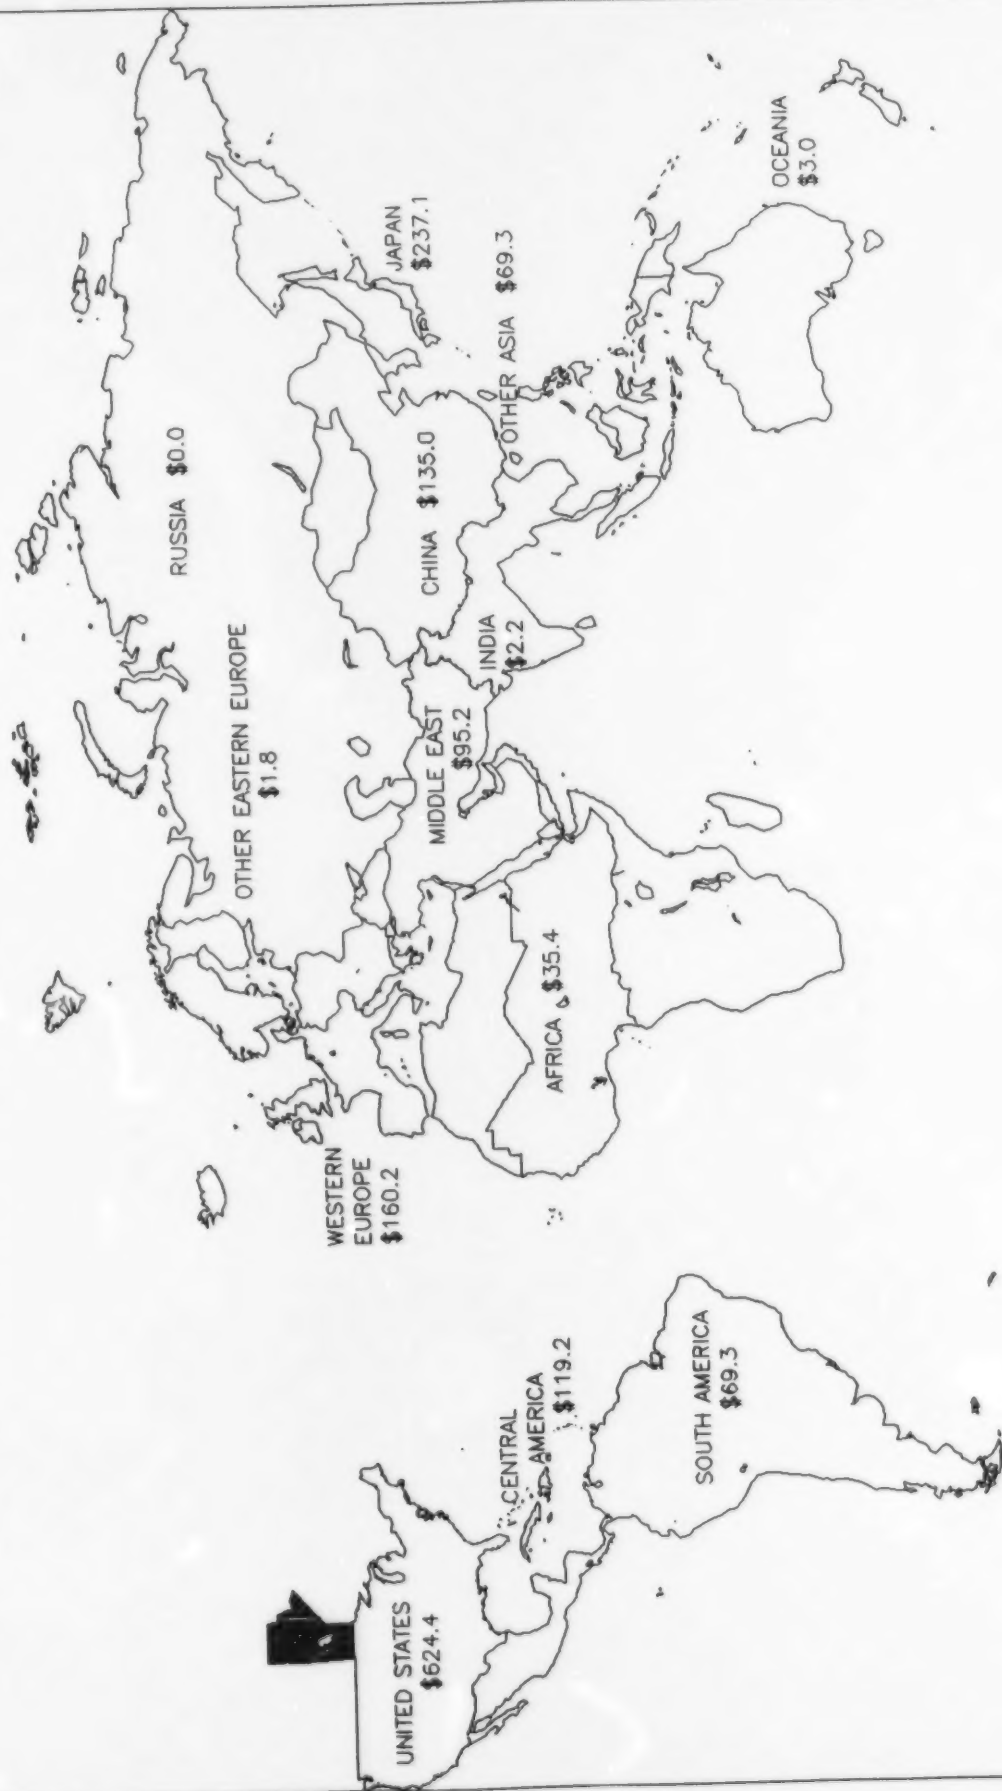 RUSSIA $0.0
OTHER EASTERN EUROPE
$1.8
WESTERN
EUROPE
$160.2
UNITED STATES
$624.4
JAPAN
$237.1
CHINA $135.0
MIDDLE EAST
$95.2
INDIA
$2.2
OTHER ASIA $69.3
CENTRAL
AMERICA
$119.2
AFRICA $35.4
SOUTH AMERICA
$69.3
OCEANIA
$3.0